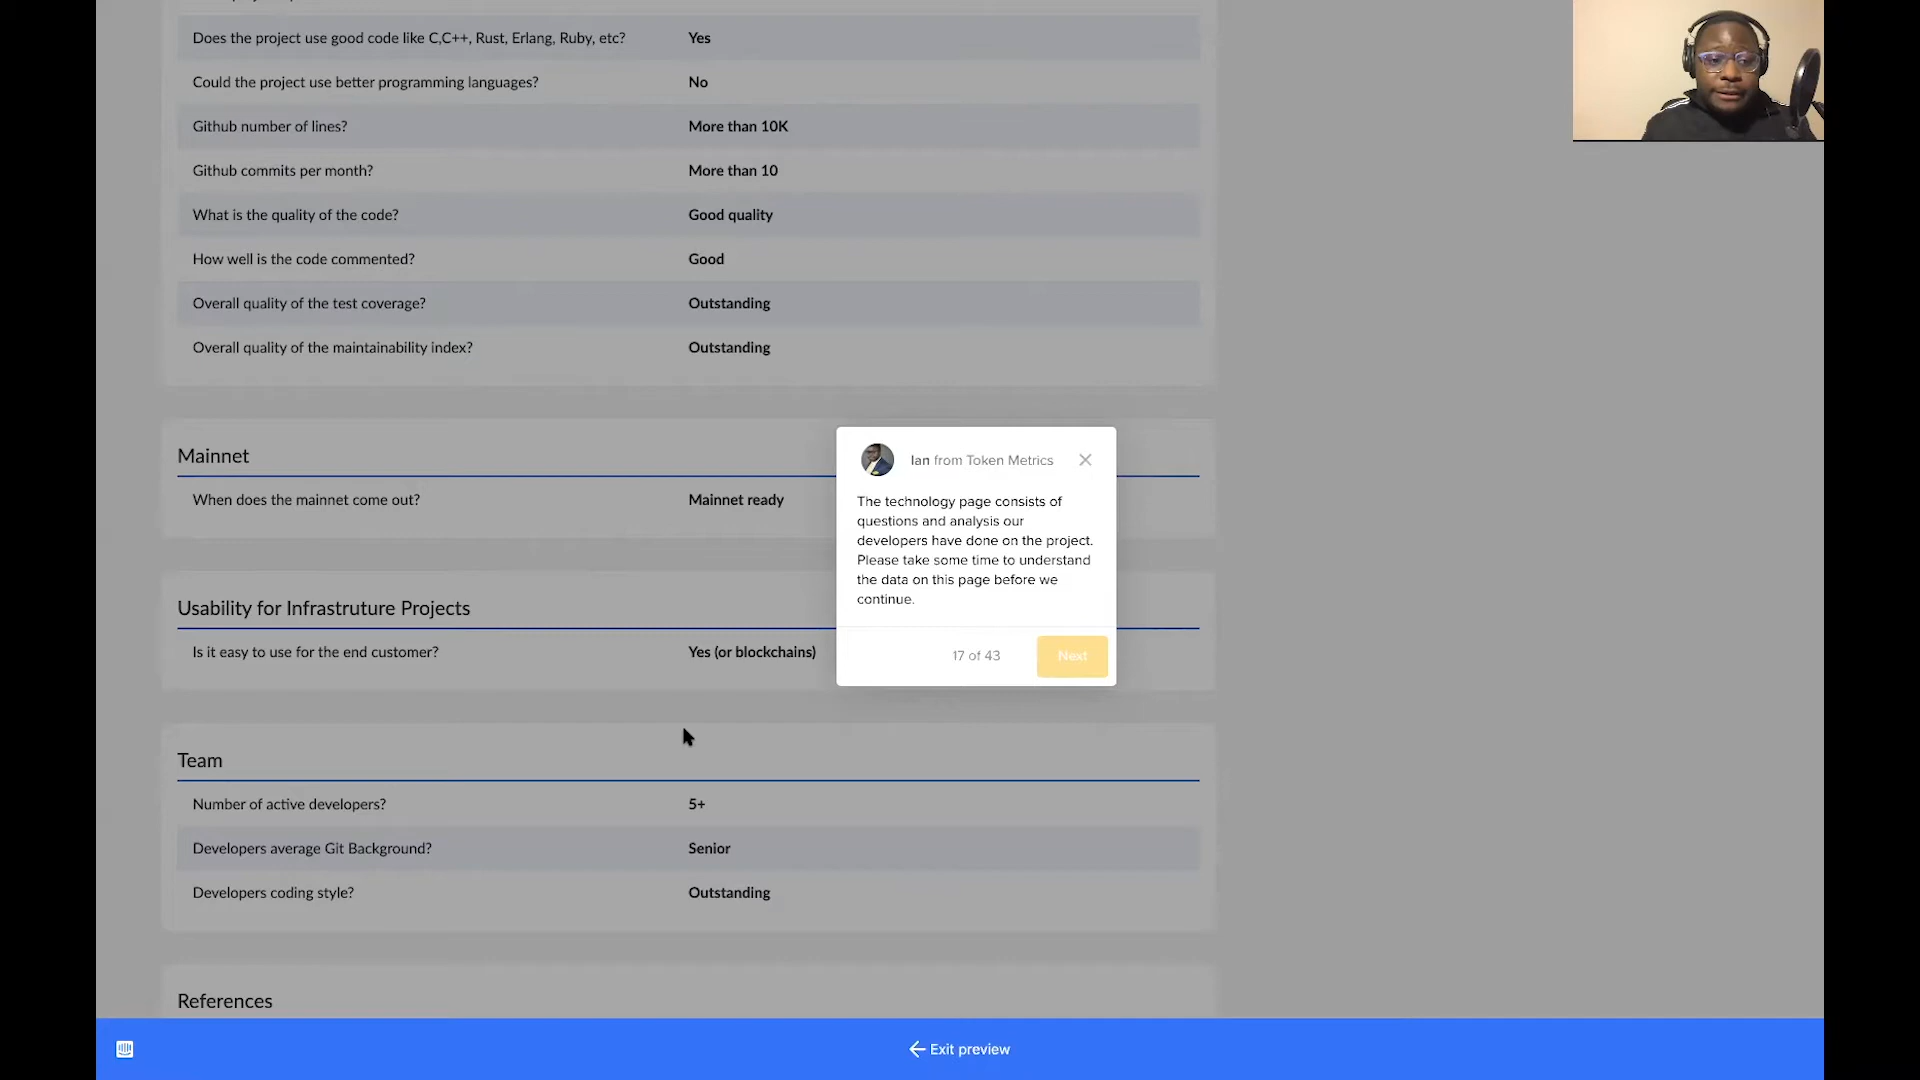 Does the project use good code like C,C++, Rust, Erlang, Ruby, etc? Yes
Could the project use better programming languages? No
Github number of lines? More than 10K
Github commits per month? More than 10
What is the quality of the code? Good quality
How well is the code commented? Good
Overall quality of the test coverage? Outstanding
Overall quality of the maintainability index? Outstanding
Mainnet
When does the mainnet come out? Mainnet ready
Usability for Infrastruture Projects
Is it easy to use for the end customer? Yes (or blockchains)
Ian from Token Metrics
The technology page consists of
questions and analysis our
developers have done on the project.
Please take some time to understand
the data on this page before we
continue.
17 of 43 Next
Team
Number of active developers? 5+
Developers average Git Background? Senior
Developers coding style? Outstanding
References
Exit preview